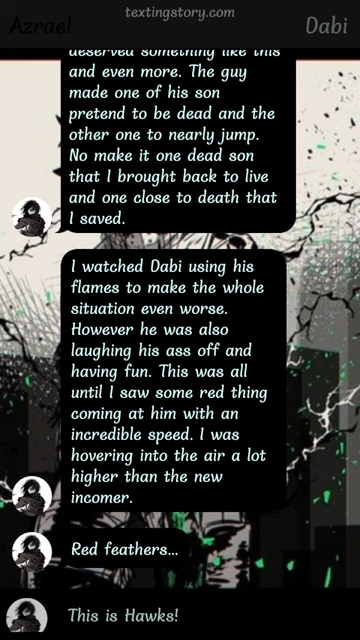 textingstory.com
Azrael
Dabi
deserved something like this
and even more. The guy
made one of his son
pretend to be dead and the
other one to nearly jump.
No make it one dead son
that I brought back to live
and one close to death that
I saved.
I watched Dabi using his
flames to make the whole
situation even worse.
However he was also
laughing his ass off and
having fun. This was all
until I saw some red thing
coming at him with an
incredible speed. I was
hovering into the air a lot
higher than the new
incomer.
Red feathers...
This is Hawks!